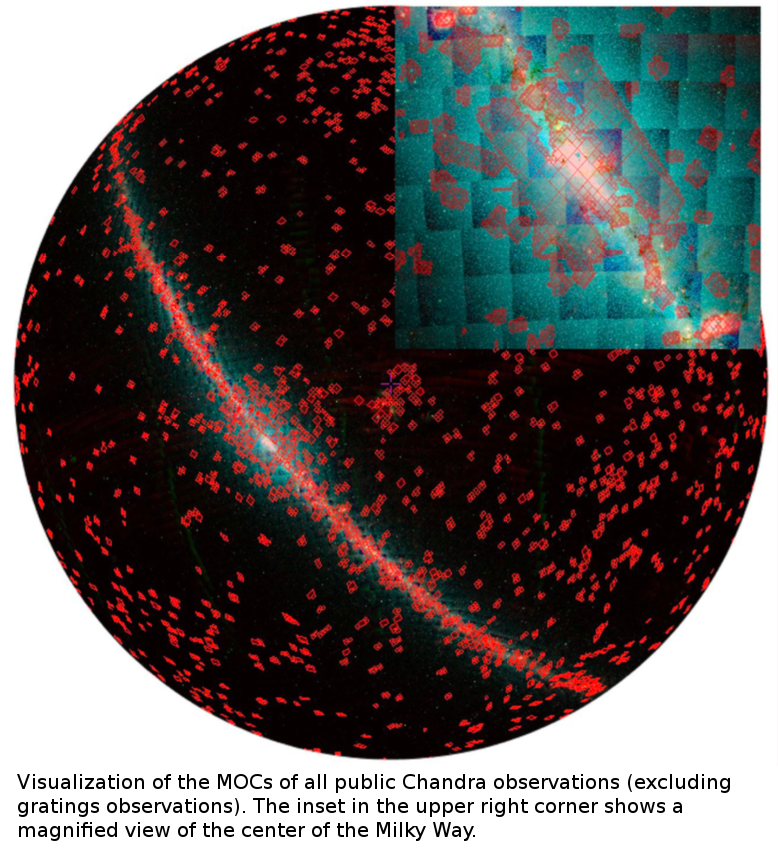 Visualization of the MOCs of all public Chandra observations (excluding
gratings observations). The inset in the upper right corner shows a
magnified view of the center of the Milky Way.